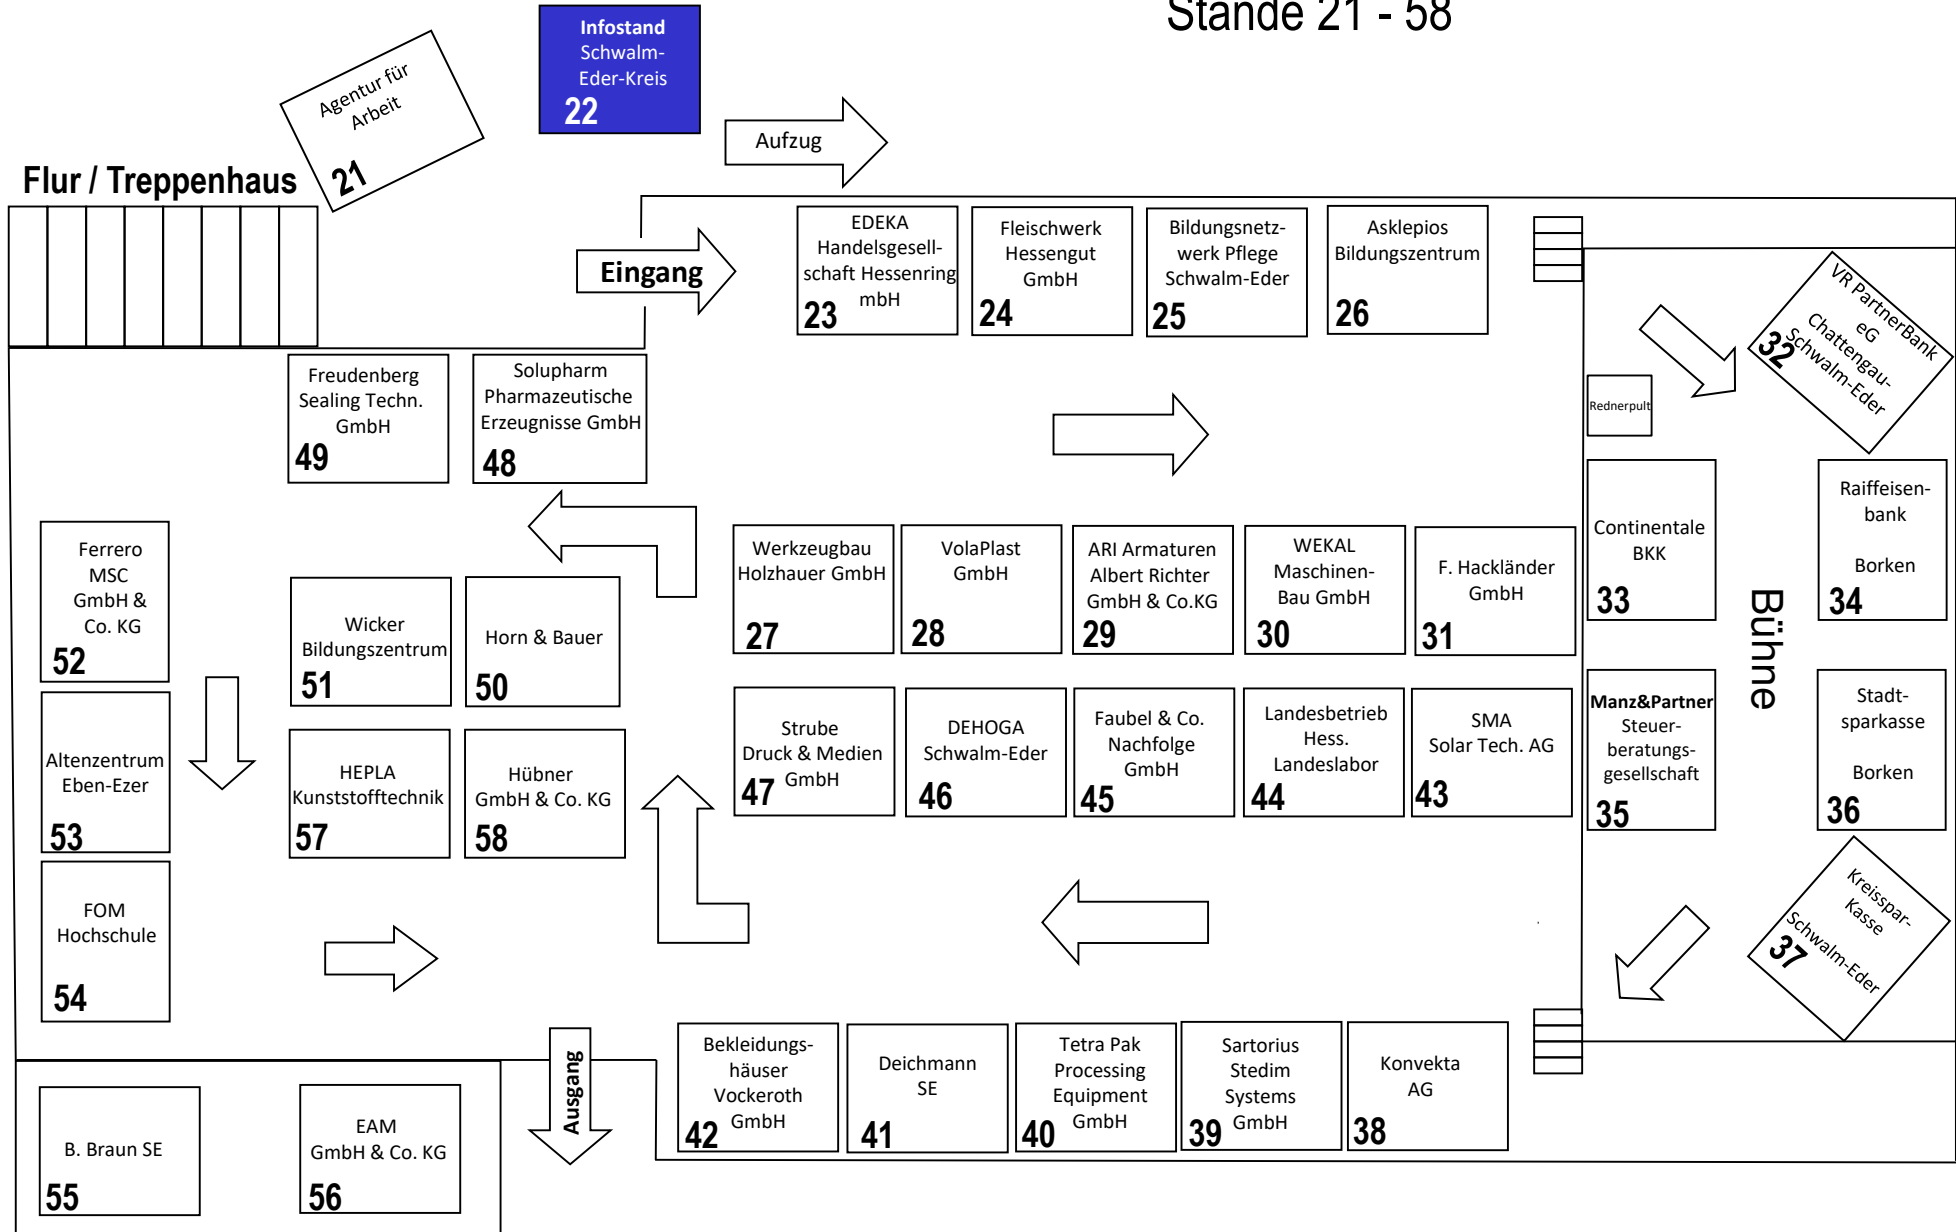 Stände 21 - 58
Infostand
Schwalm-
Eder-Kreis
22
Agentur für
Arbeit
21
Aufzug
Flur / Treppenhaus
Eingang
EDEKA
Handelsgesell-
schaft Hessenring
mbH
23
Fleischwerk
Hessengut
GmbH
24
Bildungsnetz-
werk Pflege
Schwalm-Eder
25
Asklepios
Bildungszentrum
26
VR PartnerBank
eG
Chattengau-
Schwalm-Eder
32
Rednerpult
Freudenberg
Sealing Techn.
GmbH
49
Solupharm
Pharmazeutische
Erzeugnisse GmbH
48
Continentale
BKK
33
Raiffeisen-
bank
Borken
34
Bühne
Ferrero
MSC
GmbH &
Co. KG
52
Wicker
Bildungszentrum
51
Horn & Bauer
50
Werkzeugbau
Holzhauer GmbH
27
VolaPlast
GmbH
28
ARI Armaturen
Albert Richter
GmbH & Co.KG
29
WEKAL
Maschinen-
Bau GmbH
30
F. Hackländer
GmbH
31
Altenzentrum
Eben-Ezer
53
HEPLA
Kunststofftechnik
57
Hübner
GmbH & Co. KG
58
Strube
Druck & Medien
GmbH
47
DEHOGA
Schwalm-Eder
46
Faubel & Co.
Nachfolge
GmbH
45
Landesbetrieb
Hess.
Landeslabor
44
SMA
Solar Tech. AG
43
Manz&Partner
Steuer-
beratungs-
gesellschaft
35
Stadt-
sparkasse
Borken
36
FOM
Hochschule
54
Kreisspar-
Kasse
Schwalm-Eder
37
Ausgang
Bekleidungs-
häuser
Vockeroth
GmbH
42
Deichmann
SE
41
Tetra Pak
Processing
Equipment
GmbH
40
Sartorius
Stedim
Systems
GmbH
39
Konvekta
AG
38
B. Braun SE
55
EAM
GmbH & Co. KG
56